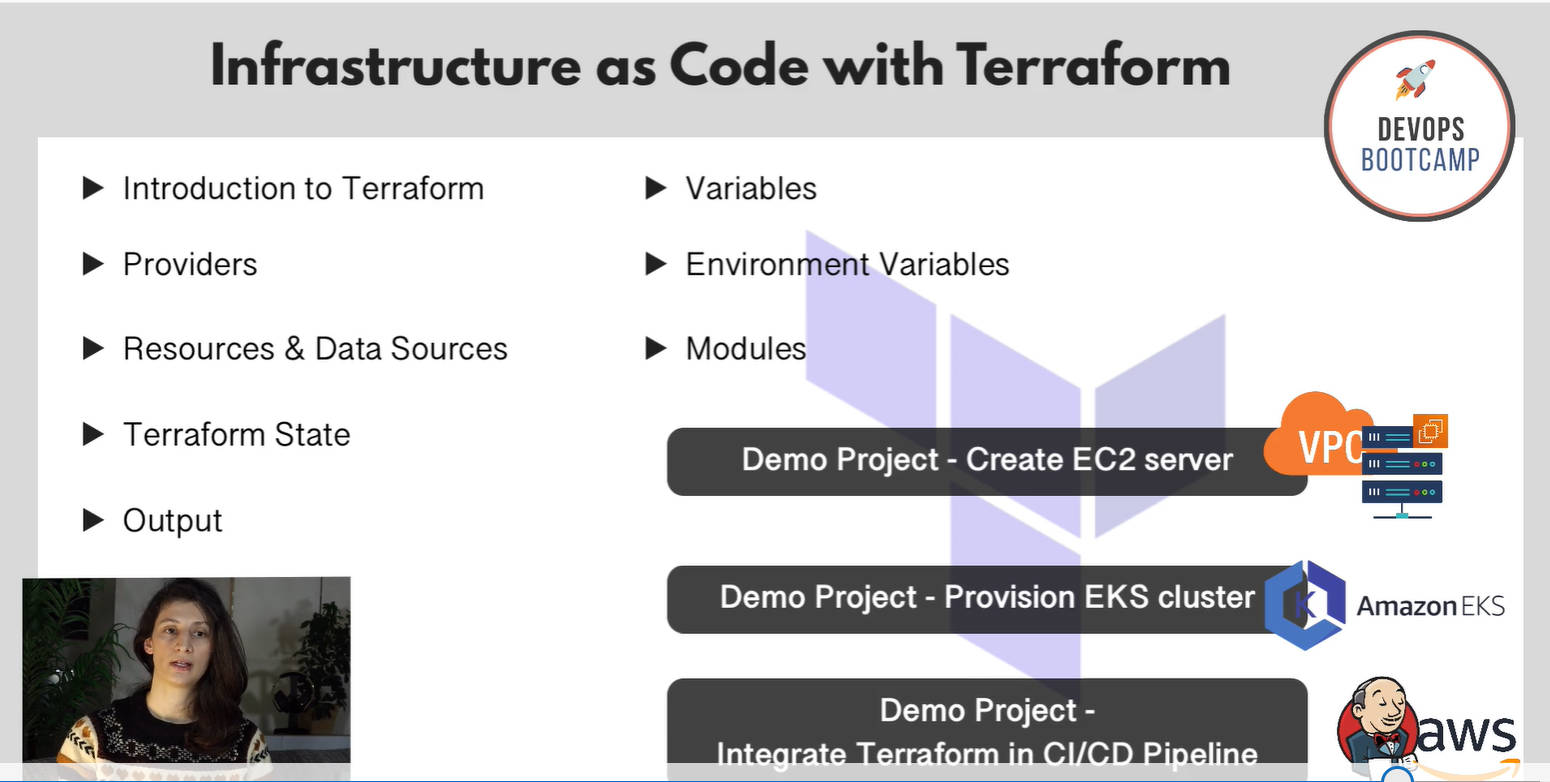 Infrastructure as Code with Terraform
DEVOPS
BOOTCAMP
Introduction to Terraform
Providers
Resources & Data Sources
Terraform State
Output
Variables
Environment Variables
Modules
Demo Project - Create EC2 server
VPC
Demo Project - Provision EKS cluster
K
Amazon EKS
Demo Project -
Integrate Terraform in CI/CD Pipeline
aws